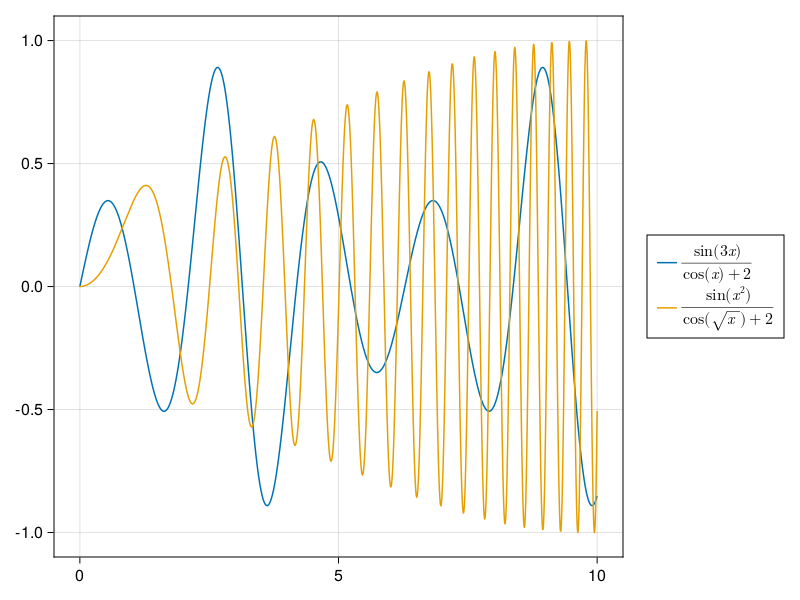 1.0
0.5
0.0
-0.5
-1.0
0
5
10
sin(3x)
cos(x) + 2
sin(x²)
cos(√x) + 2